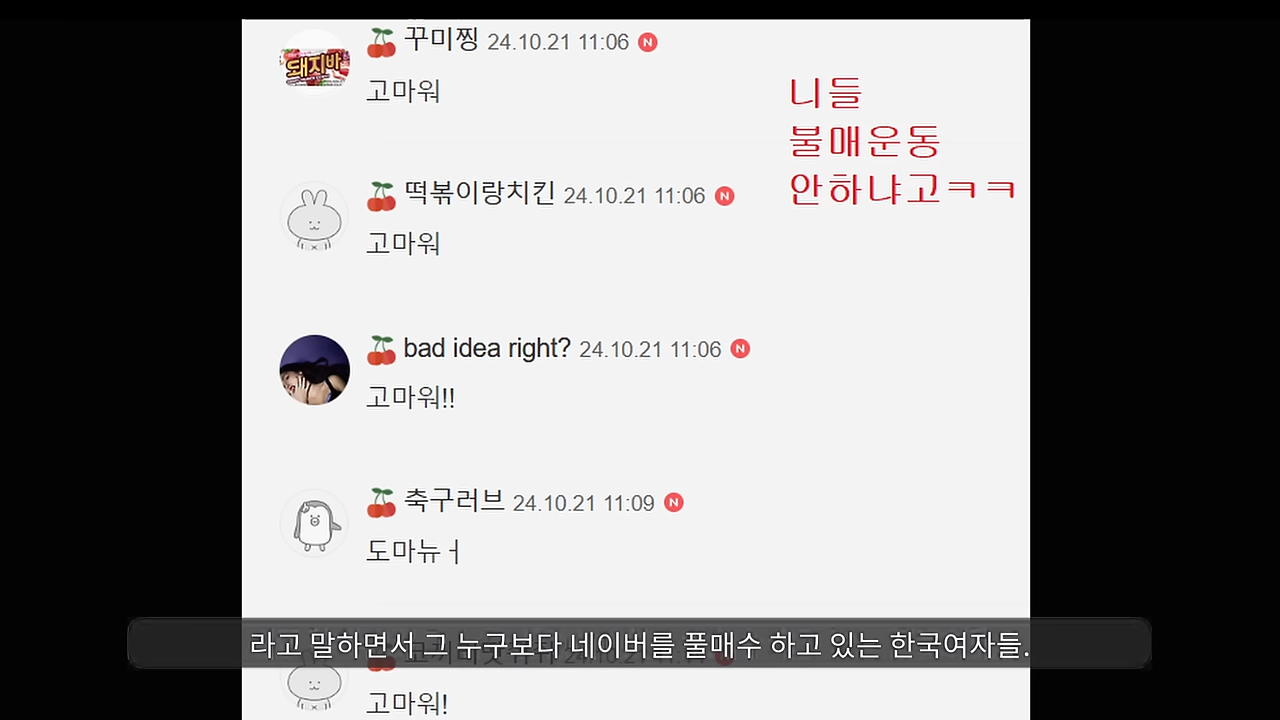 돼지바
꾸미찡 24.10.21 11:06 N
고마워
니들
불매운동
안하냐고ㅋㅋ
떡볶이랑치킨 24.10.21 11:06 N
고마워
bad idea right? 24.10.21 11:06 N
고마워!!
축구러브 24.10.21 11:09 N
도마뉴ㅓ
라고 말하면서 그 누구보다 네이버를 풀매수 하고 있는 한국여자들.
고마워!